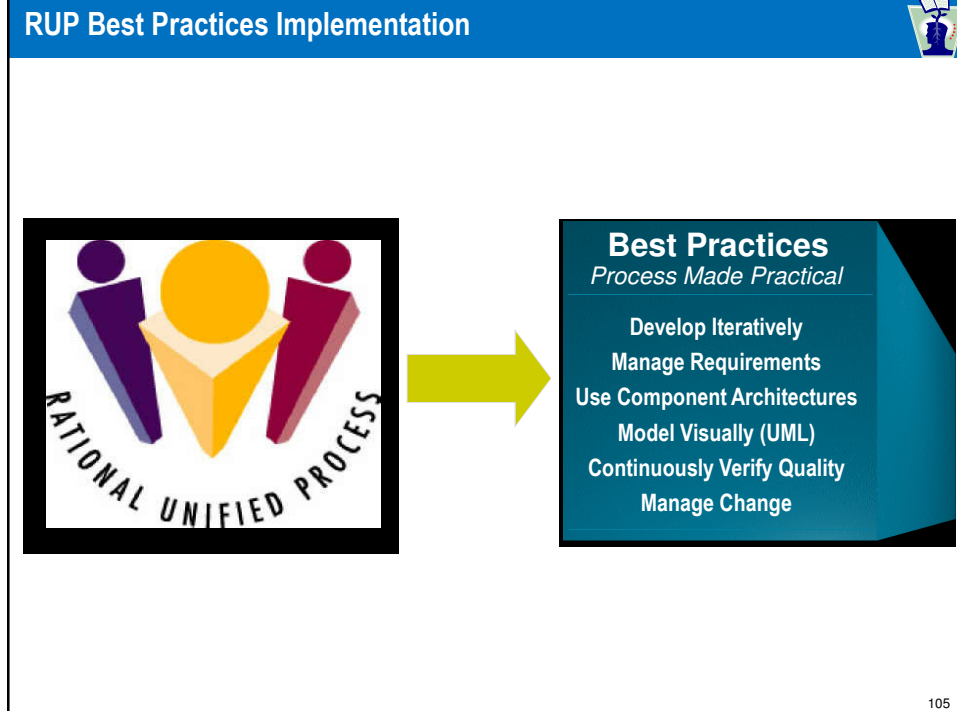 RUP Best Practices Implementation
RATIONAL UNIFIED PROCESS
Best Practices
Process Made Practical
Develop Iteratively
Manage Requirements
Use Component Architectures
Model Visually (UML)
Continuously Verify Quality
Manage Change
105